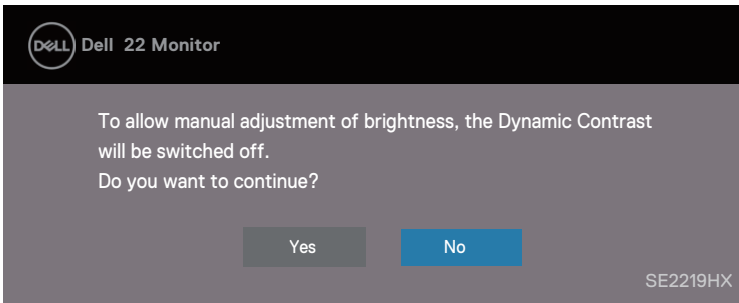 DELL Dell 22 Monitor
To allow manual adjustment of brightness, the Dynamic Contrast
will be switched off.
Do you want to continue?
Yes No
SE2219HX